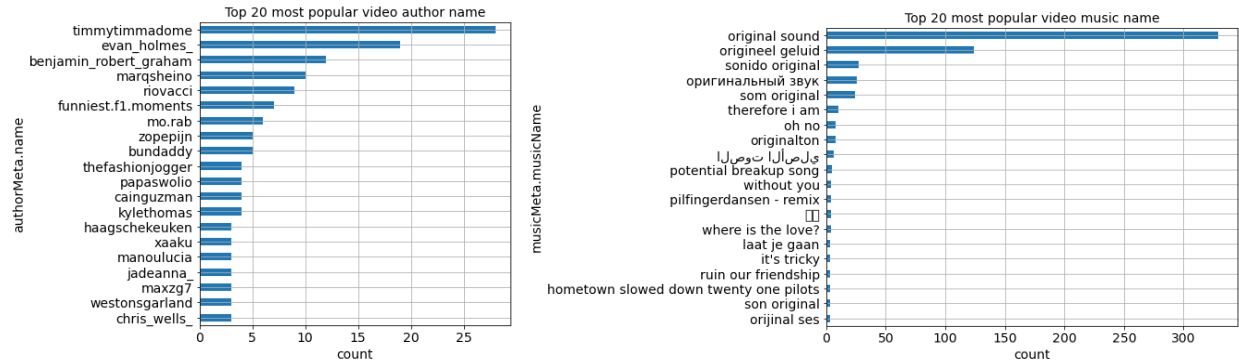 Top 20 most popular video author name
authorMeta.name
timmytimmadome
evan_holmes_
benjamin_robert_graham
marqsheino
riovacci
funniest.f1.moments
mo.rab
zopepijn
bundaddy
thefashionjogger
papaswolio
cainguzman
kylethomas
haagschekeuken
xaaku
manoulucia
jadeanna_
maxzg7
westonsgarland
chris_wells_
0 5 10 15 20 25
count
Top 20 most popular video music name
musicMeta.musicName
original sound
origineel geluid
sonido original
оригинальный звук
som original
therefore i am
oh no
originalton
يلصألا توصلا
potential breakup song
without you
pilfingerdansen - remix
where is the love?
laat je gaan
it's tricky
ruin our friendship
hometown slowed down twenty one pilots
son original
orijinal ses
0 50 100 150 200 250 300
count